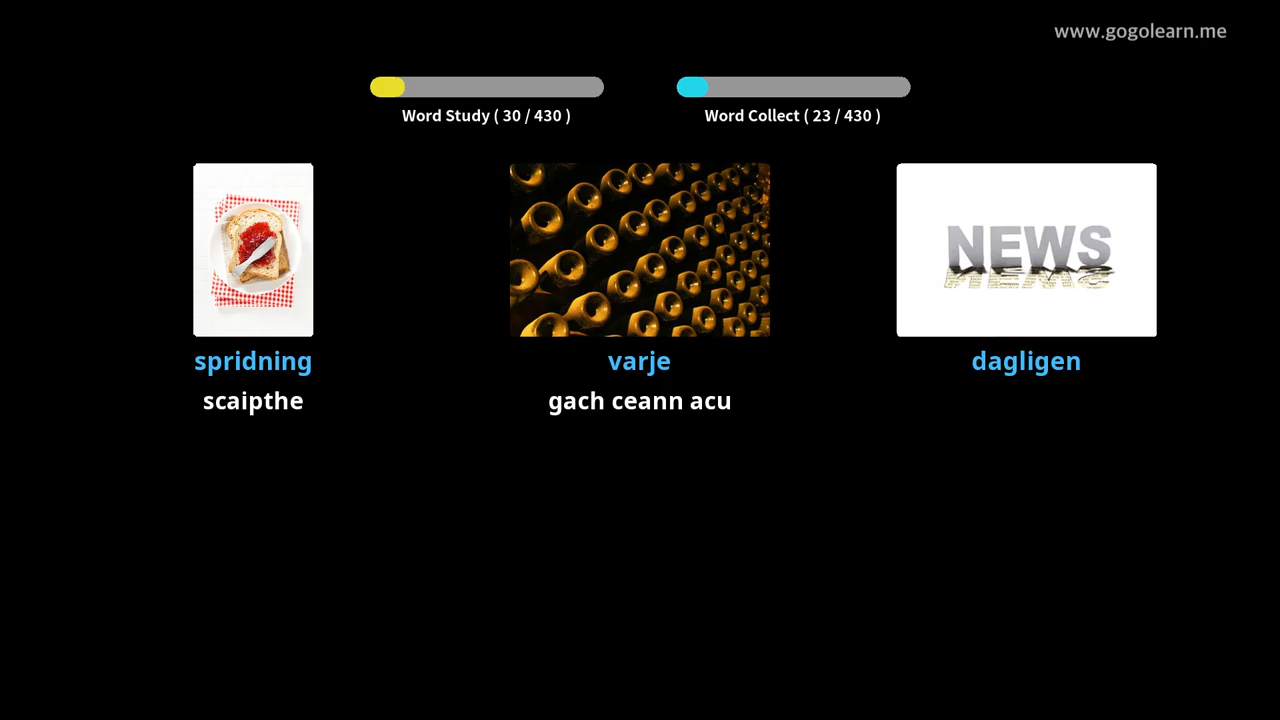 www.gogolearn.me
Word Study ( 30 / 430 )
Word Collect ( 23 / 430 )
NEWS
spridning
varje
dagligen
scaipthe
gach ceann acu